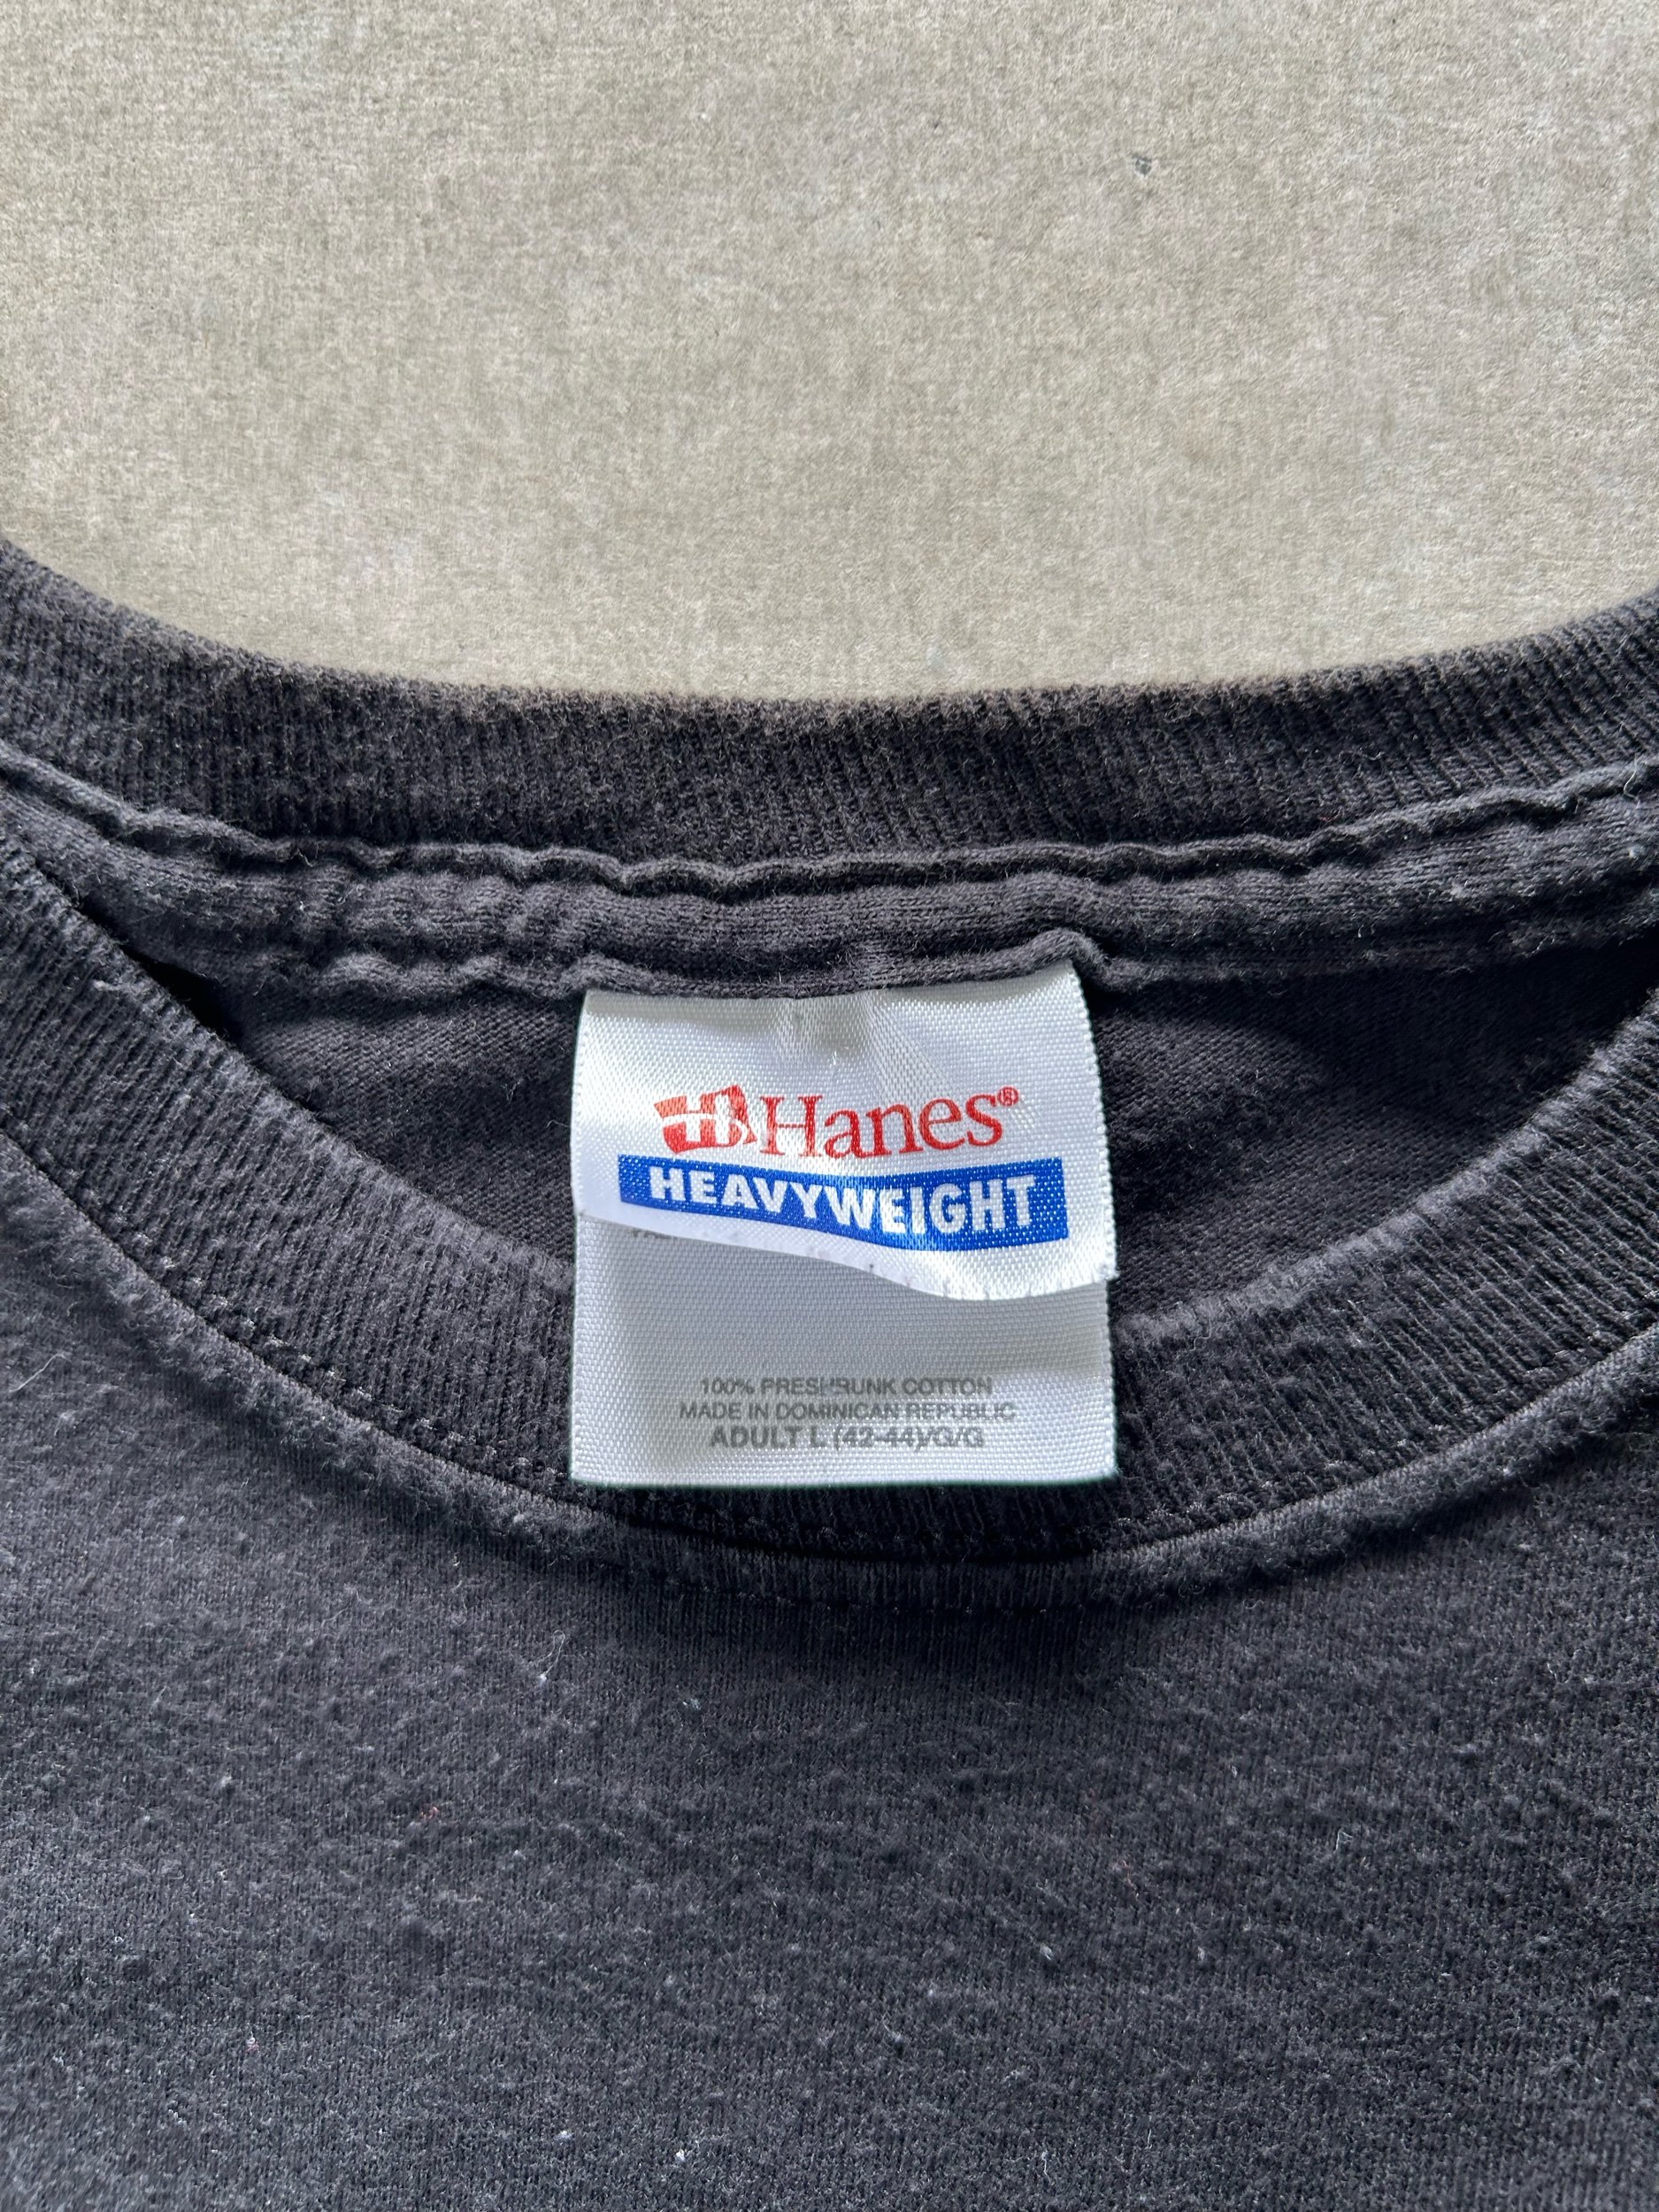 Hanes®
HEAVYWEIGHT
100% PRESHRUNK COTTON
MADE IN DOMINICAN REPUBLIC
ADULT L (42-44)/G/G